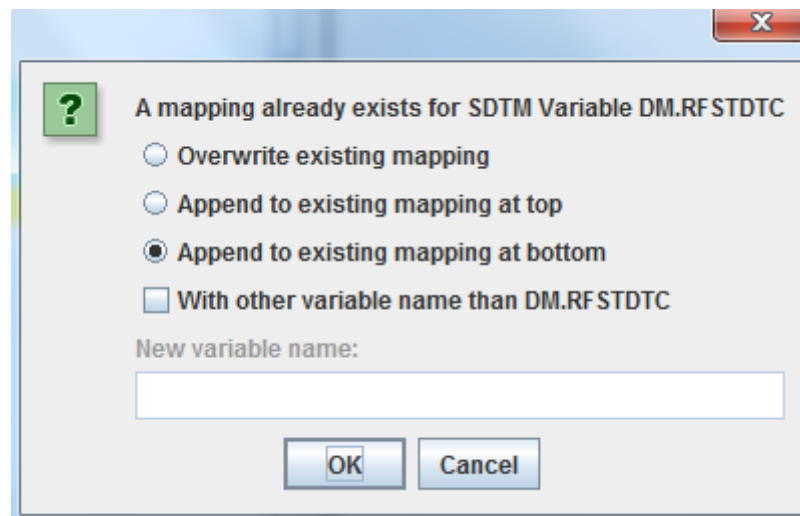 A mapping already exists for SDTM Variable DM.RFSTDTC
Overwrite existing mapping
Append to existing mapping at top
Append to existing mapping at bottom
With other variable name than DM.RFSTDTC
New variable name:
OK Cancel